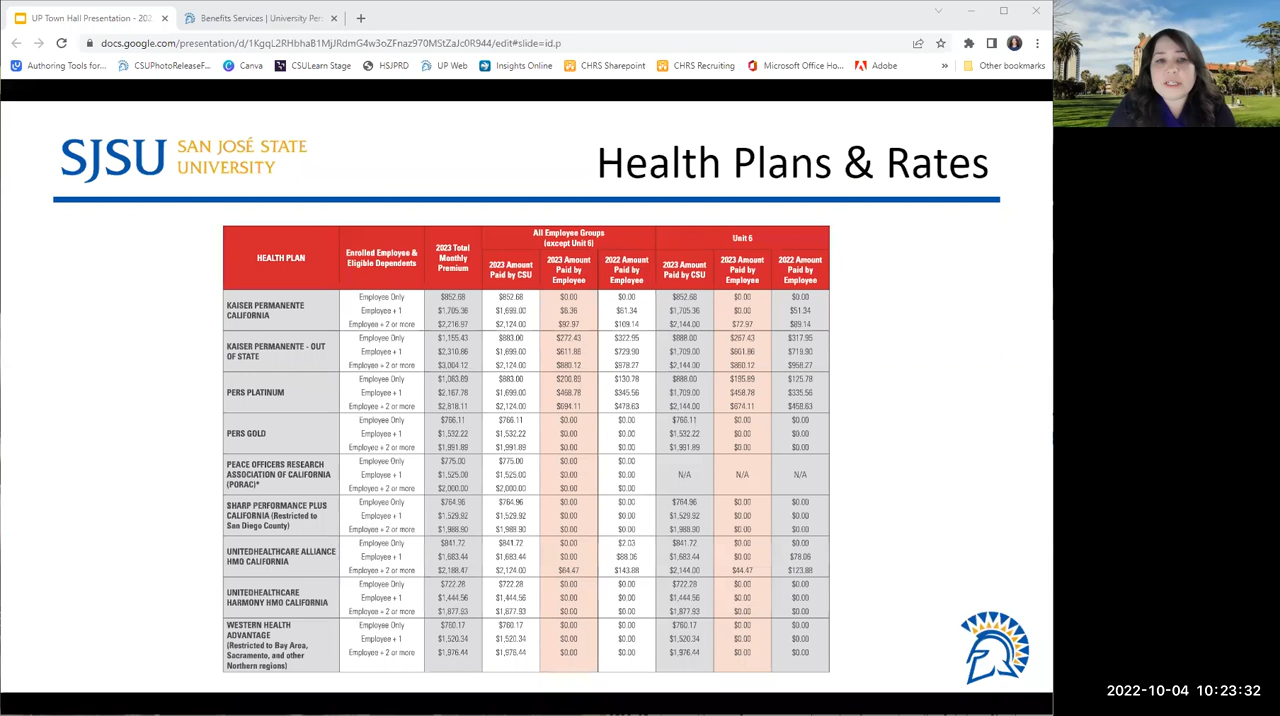 UP Town Hall Presentation - 202
Benefits Services | University Per
docs.google.com/presentation/d/1KgqL2RHbhaB1MjJRdmG4w3oZFnaz970MStZaJc0R944/edit#slide=id.p
Authoring Tools for... CSUPhotoReleaseF... Canva CSULearn Stage HSJPRD UP Web Insights Online CHRS Sharepoint CHRS Recruiting Microsoft Office Ho... Adobe » Other bookmarks
SJSU SAN JOSÉ STATE
UNIVERSITY
Health Plans & Rates
HEALTH PLAN Enrolled Employee & Eligible Dependents 2023 Total Monthly Premium All Employee Groups (except Unit 6) Unit 6
2023 Amount Paid by CSU 2023 Amount Paid by Employee 2022 Amount Paid by Employee 2023 Amount Paid by CSU 2023 Amount Paid by Employee 2022 Amount Paid by Employee
KAISER PERMANENTE CALIFORNIA
Employee Only $852.68 $852.68 $0.00 $0.00 $852.68 $0.00 $0.00
Employee + 1 $1,705.36 $1,699.00 $6.36 $61.34 $1,705.36 $0.00 $51.34
Employee + 2 or more $2,216.97 $2,124.00 $92.97 $109.14 $2,144.00 $72.97 $89.14
KAISER PERMANENTE - OUT OF STATE
Employee Only $1,155.43 $883.00 $272.43 $322.95 $888.00 $267.43 $317.95
Employee + 1 $2,310.86 $1,699.00 $611.86 $729.90 $1,709.00 $601.86 $719.90
Employee + 2 or more $3,004.12 $2,124.00 $880.12 $978.27 $2,144.00 $860.12 $958.27
PERS PLATINUM
Employee Only $1,083.89 $883.00 $200.89 $130.78 $888.00 $195.89 $125.78
Employee + 1 $2,167.78 $1,699.00 $468.78 $345.56 $1,709.00 $458.78 $335.56
Employee + 2 or more $2,818.11 $2,124.00 $694.11 $478.63 $2,144.00 $674.11 $458.63
PERS GOLD
Employee Only $766.11 $766.11 $0.00 $0.00 $766.11 $0.00 $0.00
Employee + 1 $1,532.22 $1,532.22 $0.00 $0.00 $1,532.22 $0.00 $0.00
Employee + 2 or more $1,991.89 $1,991.89 $0.00 $0.00 $1,991.89 $0.00 $0.00
PEACE OFFICERS RESEARCH ASSOCIATION OF CALIFORNIA (PORAC)*
Employee Only $775.00 $775.00 $0.00 $0.00
Employee + 1 $1,525.00 $1,525.00 $0.00 $0.00 N/A N/A N/A
Employee + 2 or more $2,000.00 $2,000.00 $0.00 $0.00
SHARP PERFORMANCE PLUS CALIFORNIA (Restricted to San Diego County)
Employee Only $764.96 $764.96 $0.00 $0.00 $764.96 $0.00 $0.00
Employee + 1 $1,529.92 $1,529.92 $0.00 $0.00 $1,529.92 $0.00 $0.00
Employee + 2 or more $1,988.90 $1,988.90 $0.00 $0.00 $1,988.90 $0.00 $0.00
UNITEDHEALTHCARE ALLIANCE HMO CALIFORNIA
Employee Only $841.72 $841.72 $0.00 $2.03 $841.72 $0.00 $0.00
Employee + 1 $1,683.44 $1,683.44 $0.00 $88.06 $1,683.44 $0.00 $78.06
Employee + 2 or more $2,188.47 $2,124.00 $64.47 $143.88 $2,144.00 $44.47 $123.88
UNITEDHEALTHCARE HARMONY HMO CALIFORNIA
Employee Only $722.28 $722.28 $0.00 $0.00 $722.28 $0.00 $0.00
Employee + 1 $1,444.56 $1,444.56 $0.00 $0.00 $1,444.56 $0.00 $0.00
Employee + 2 or more $1,877.93 $1,877.93 $0.00 $0.00 $1,877.93 $0.00 $0.00
WESTERN HEALTH ADVANTAGE (Restricted to Bay Area, Sacramento, and other Northern regions)
Employee Only $760.17 $760.17 $0.00 $0.00 $760.17 $0.00 $0.00
Employee + 1 $1,520.34 $1,520.34 $0.00 $0.00 $1,520.34 $0.00 $0.00
Employee + 2 or more $1,976.44 $1,976.44 $0.00 $0.00 $1,976.44 $0.00 $0.00
2022-10-04 10:23:32